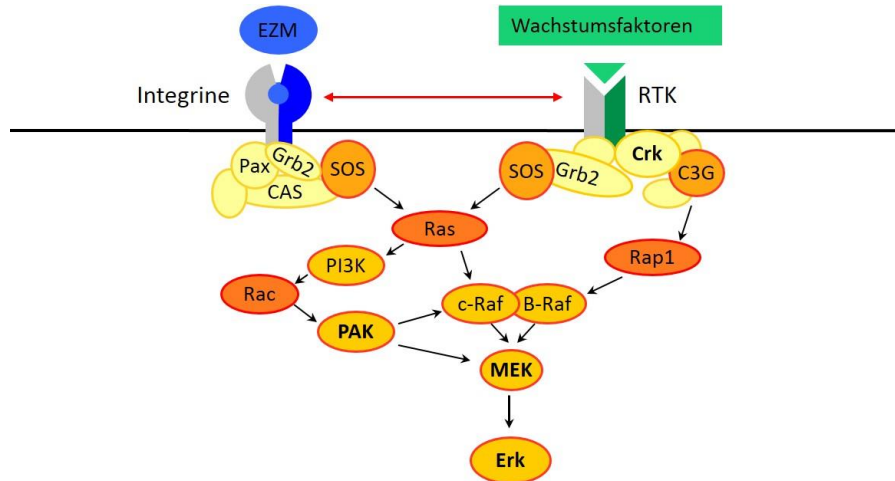 EZM
Wachstumsfaktoren
Integrine
RTK
Pax
Grb2
SOS
CAS
SOS
Grb2
Crk
C3G
Ras
PI3K
Rap1
Rac
c-Raf
B-Raf
PAK
MEK
Erk